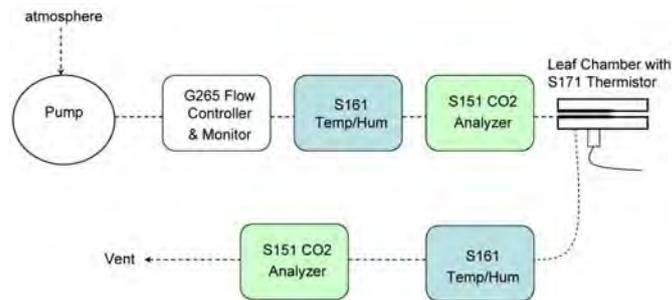 atmosphere
Pump
G265 Flow
Controller
& Monitor
S161
Temp/Hum
S151 CO2
Analyzer
Leaf Chamber with
S171 Thermistor
Vent
S151 CO2
Analyzer
S161
Temp/Hum